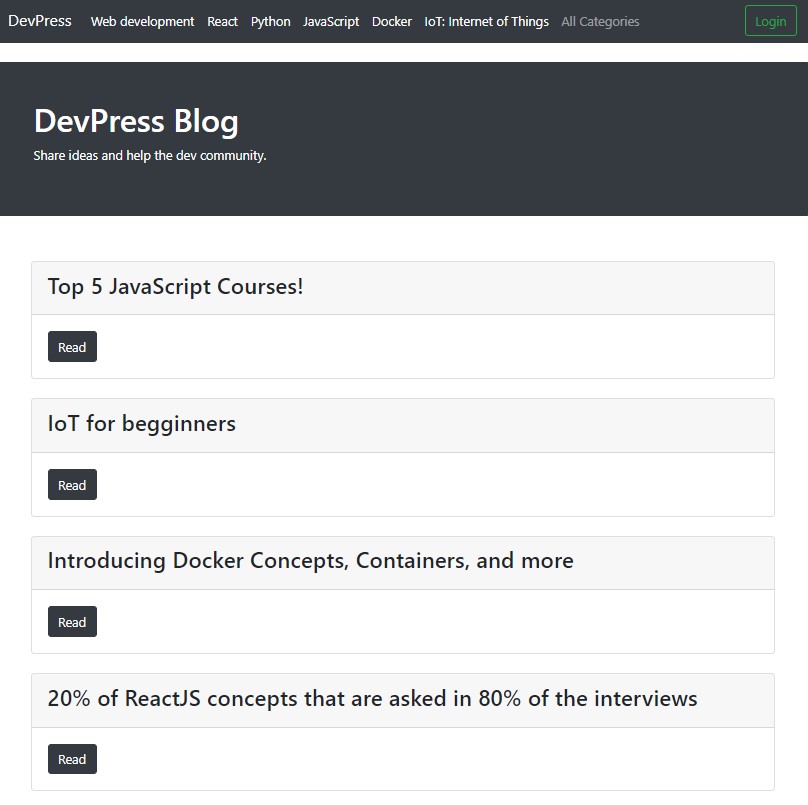 DevPress Web development React Python JavaScript Docker IoT: Internet of Things All Categories Login
DevPress Blog
Share ideas and help the dev community.
Top 5 JavaScript Courses!
Read
IoT for begginners
Read
Introducing Docker Concepts, Containers, and more
Read
20% of ReactJS concepts that are asked in 80% of the interviews
Read